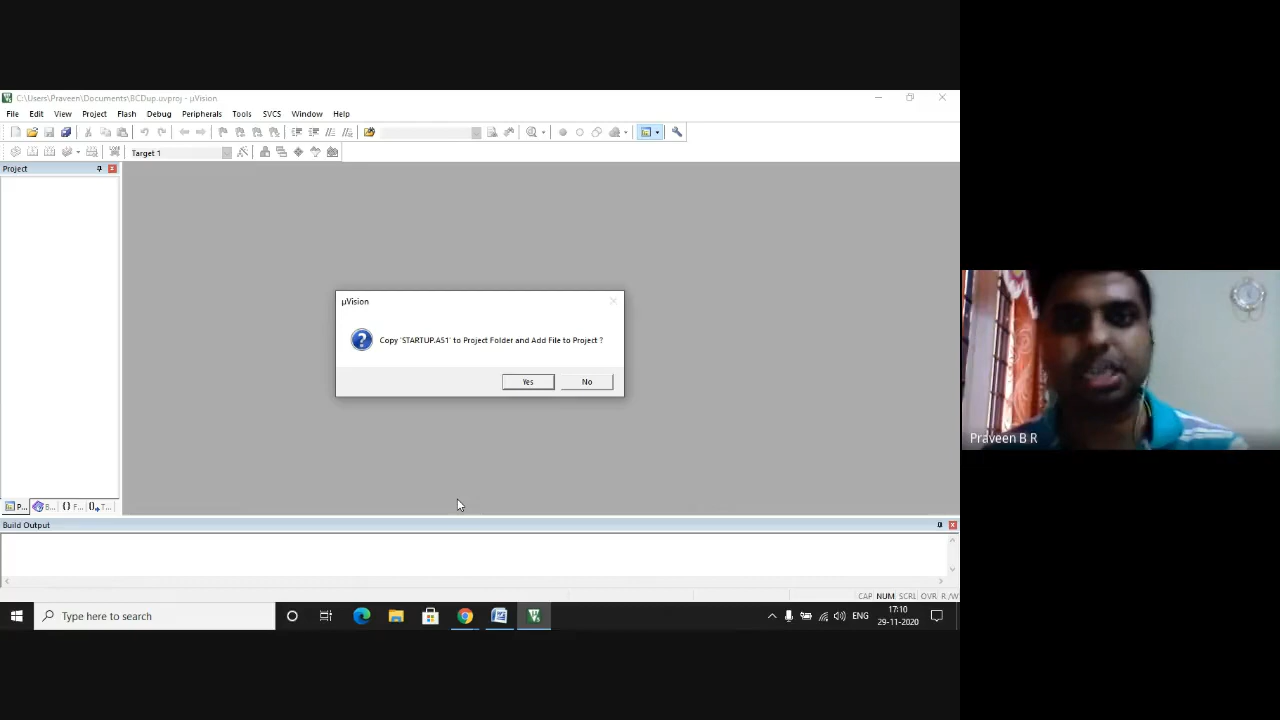 C:\Users\Praveen\Documents\BCDup.uvproj - µVision
File Edit View Project Flash Debug Peripherals Tools SVCS Window Help
Target 1
Project
µVision
Copy 'STARTUP.A51' to Project Folder and Add File to Project ?
Yes No
Praveen B R
P... B... {} F... T...
Build Output
CAP NUM SCRL OVR R/W
Type here to search
ENG
17:10
29-11-2020